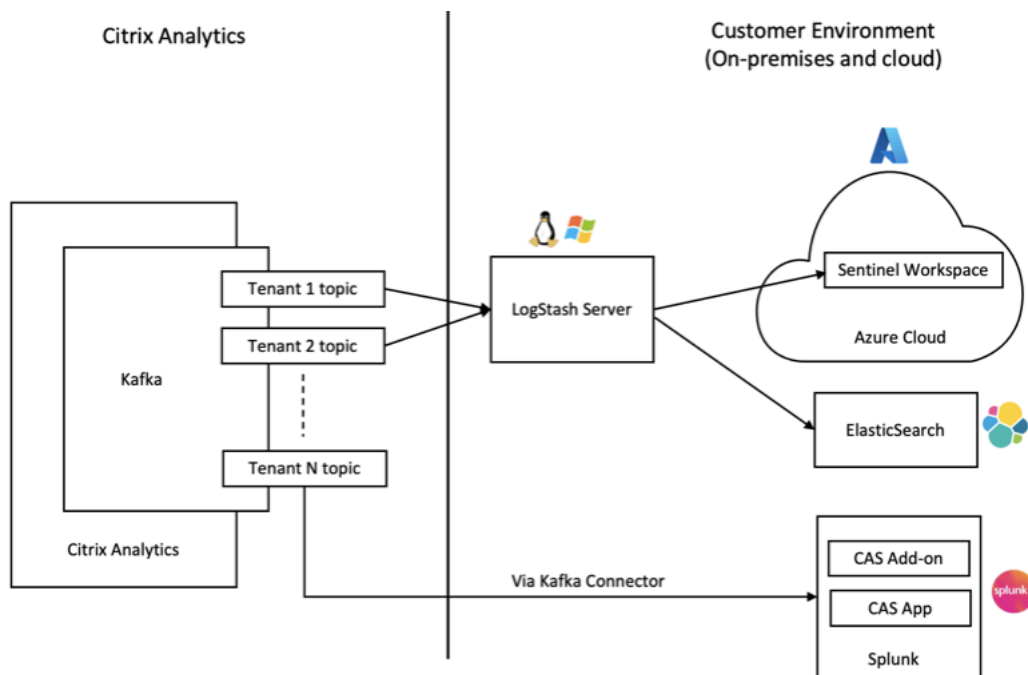 Citrix Analytics
Customer Environment
(On-premises and cloud)
Tenant 1 topic
Tenant 2 topic
Kafka
Tenant N topic
Citrix Analytics
LogStash Server
Sentinel Workspace
Azure Cloud
ElasticSearch
Via Kafka Connector
CAS Add-on
CAS App
Splunk
splunk